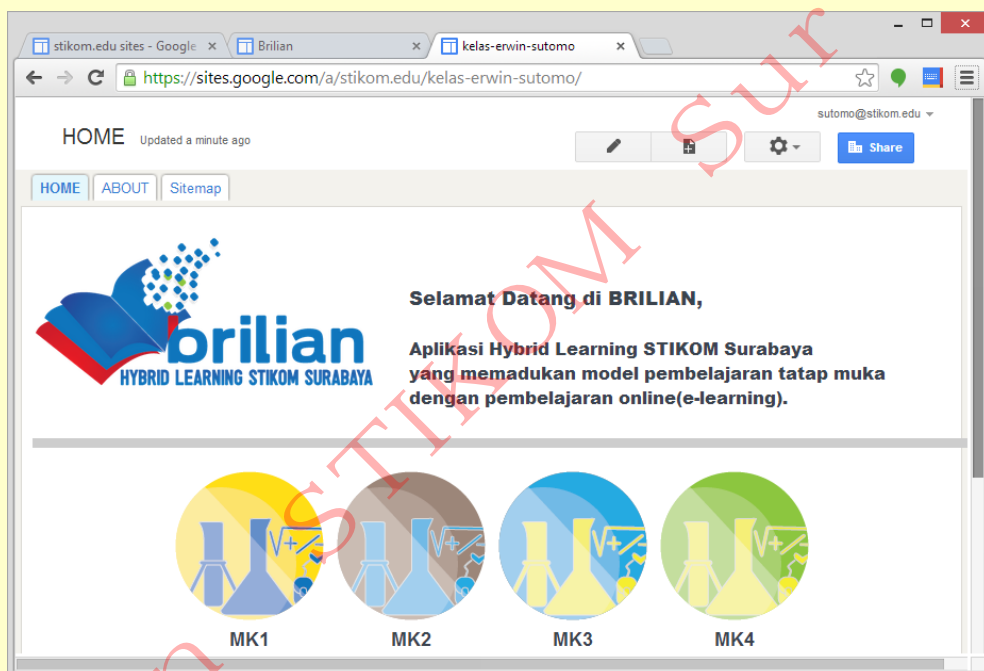 stikom.edu sites - Google
Brilian
kelas-erwin-sutomo
https://sites.google.com/a/stikom.edu/kelas-erwin-sutomo/
sutomo@stikom.edu
HOME Updated a minute ago
Share
HOME ABOUT Sitemap
brilian
HYBRID LEARNING STIKOM SURABAYA
Selamat Datang di BRILIAN,
Aplikasi Hybrid Learning STIKOM Surabaya
yang memadukan model pembelajaran tatap muka
dengan pembelajaran online(e-learning).
V+
V+
V+
V+
MK1 MK2 MK3 MK4
STIKOM Sur